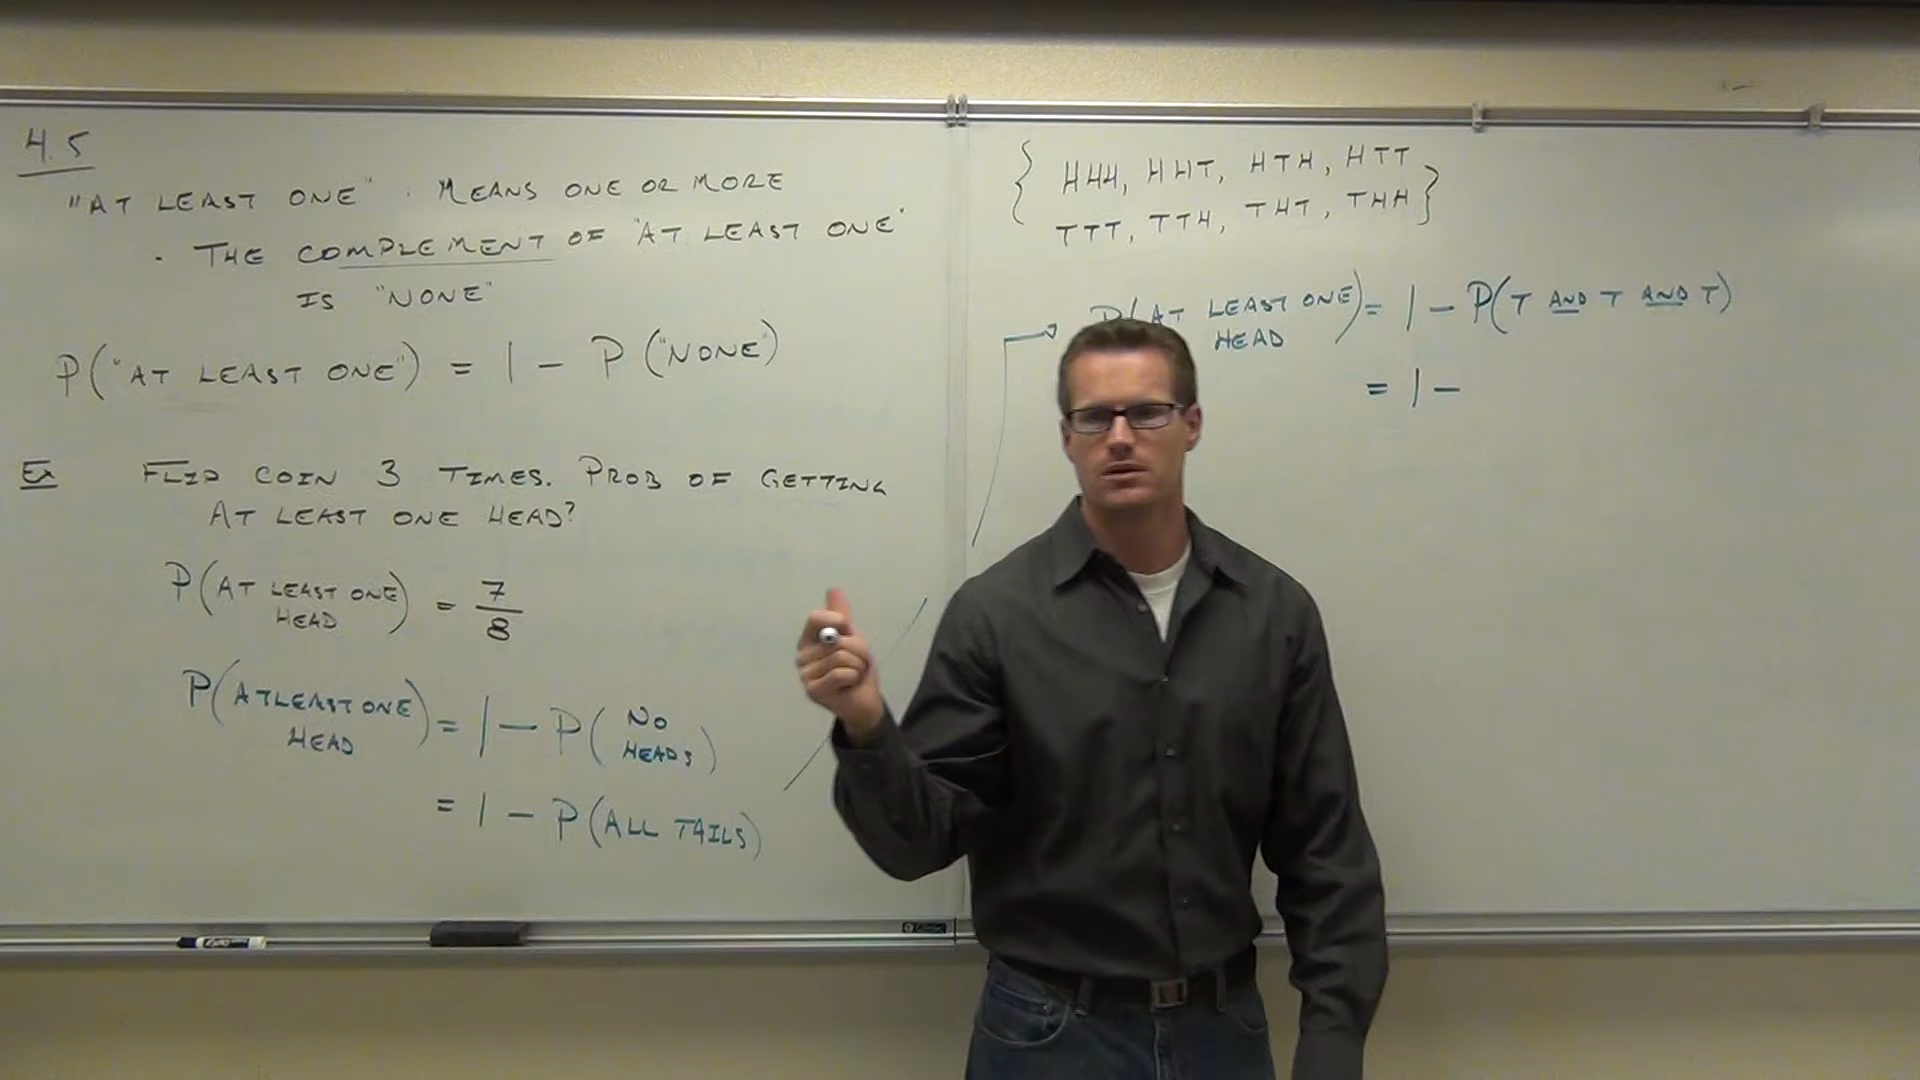 4.5
"AT LEAST ONE" · MEANS ONE OR MORE
· THE COMPLEMENT OF "AT LEAST ONE"
IS "NONE"
P("AT LEAST ONE") = 1 - P("NONE")
Ex FLIP COIN 3 TIMES. PROB OF GETTING
AT LEAST ONE HEAD?
P(AT LEAST ONE HEAD) = 7/8
P(AT LEAST ONE HEAD) = 1 - P(NO HEADS)
= 1 - P(ALL TAILS)
{ HHH, HHT, HTH, HTT
TTT, TTH, THT, THH }
P(AT LEAST ONE HEAD) = 1 - P(T AND T AND T)
= 1 -